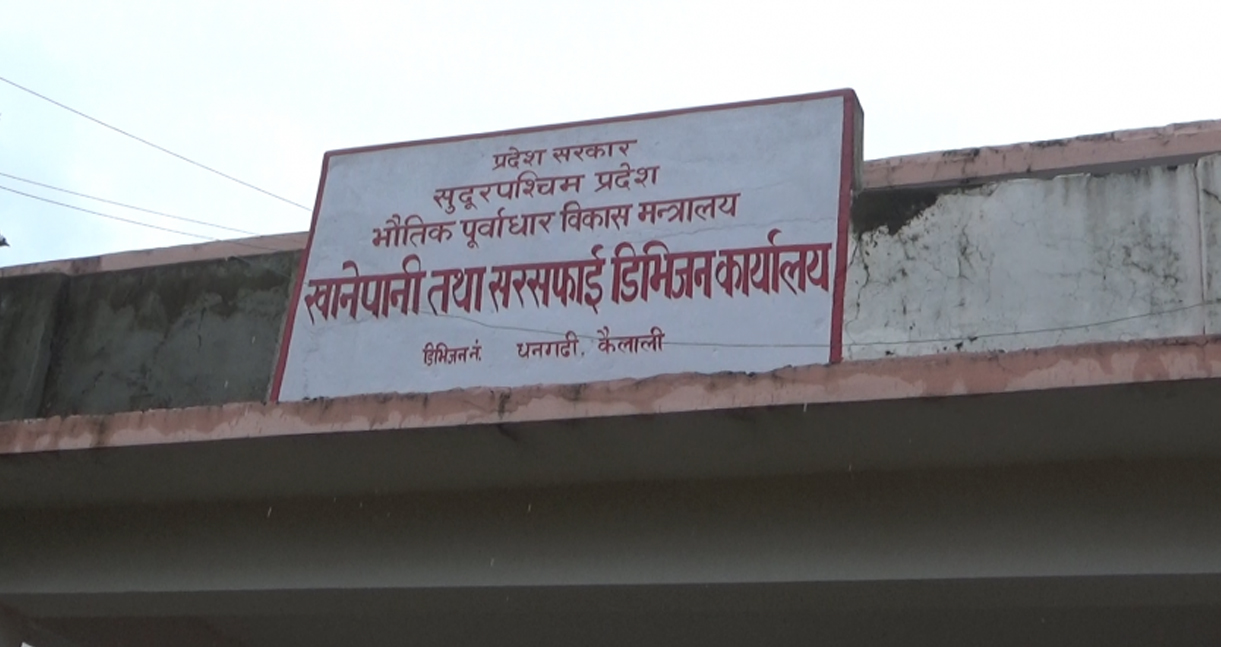 प्रदेश सरकार
सुदूरपश्चिम प्रदेश
भौतिक पूर्वाधार विकास मन्त्रालय
खानेपानी तथा सरसफाई डिभिजन कार्यालय
डिभिजन नं. धनगढी, कैलाली